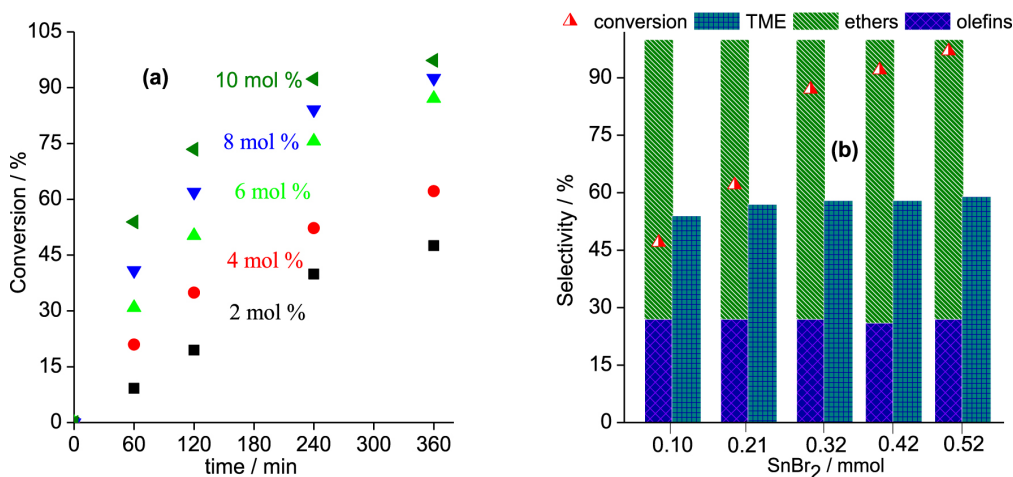 105
90
75
60
45
30
15
0
Conversion / %
(a)
10 mol %
8 mol %
6 mol %
4 mol %
2 mol %
0 60 120 180 240 300 360
time / min
conversion TME ethers olefins
90
75
60
45
30
15
0
Selectivity / %
(b)
0.10 0.21 0.32 0.42 0.52
SnBr2 / mmol